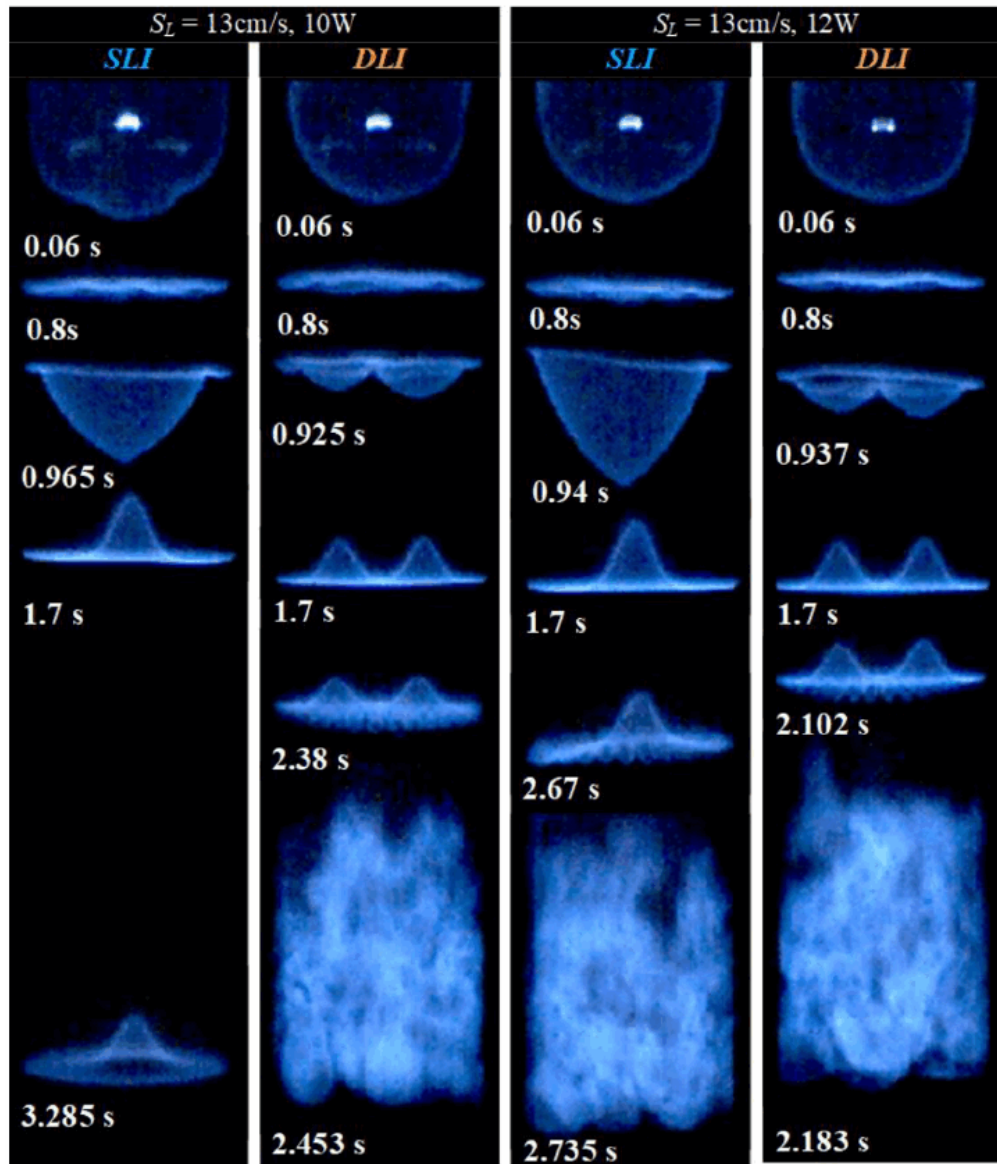 S_L = 13cm/s, 10W
SLI
0.06 s
0.8s
0.965 s
1.7 s
3.285 s
DLI
0.06 s
0.8s
0.925 s
1.7 s
2.38 s
2.453 s
S_L = 13cm/s, 12W
SLI
0.06 s
0.8s
0.94 s
1.7 s
2.67 s
2.735 s
DLI
0.06 s
0.8s
0.937 s
1.7 s
2.102 s
2.183 s